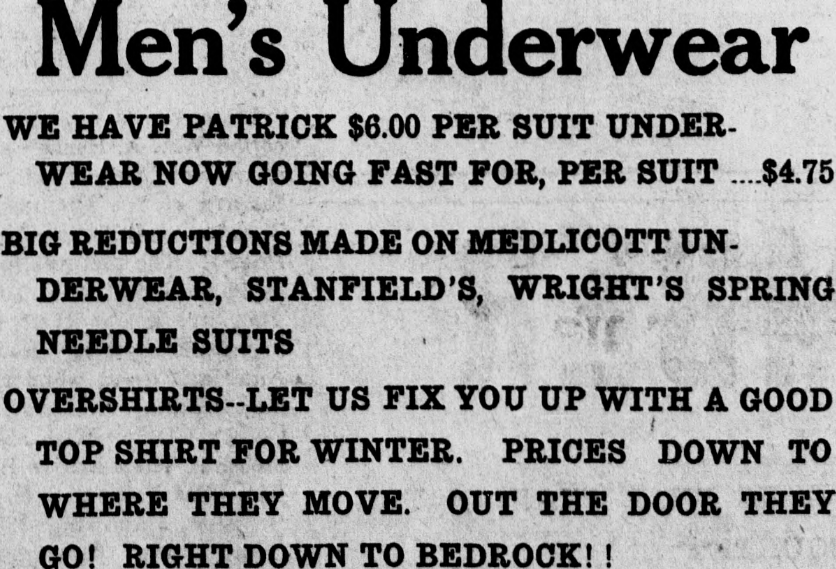 Men's Underwear
WE HAVE PATRICK $6.00 PER SUIT UNDER-
WEAR NOW GOING FAST FOR, PER SUIT ....$4.75
BIG REDUCTIONS MADE ON MEDLICOTT UN-
DERWEAR, STANFIELD'S, WRIGHT'S SPRING
NEEDLE SUITS
OVERSHIRTS--LET US FIX YOU UP WITH A GOOD
TOP SHIRT FOR WINTER. PRICES DOWN TO
WHERE THEY MOVE. OUT THE DOOR THEY
GO! RIGHT DOWN TO BEDROCK!!